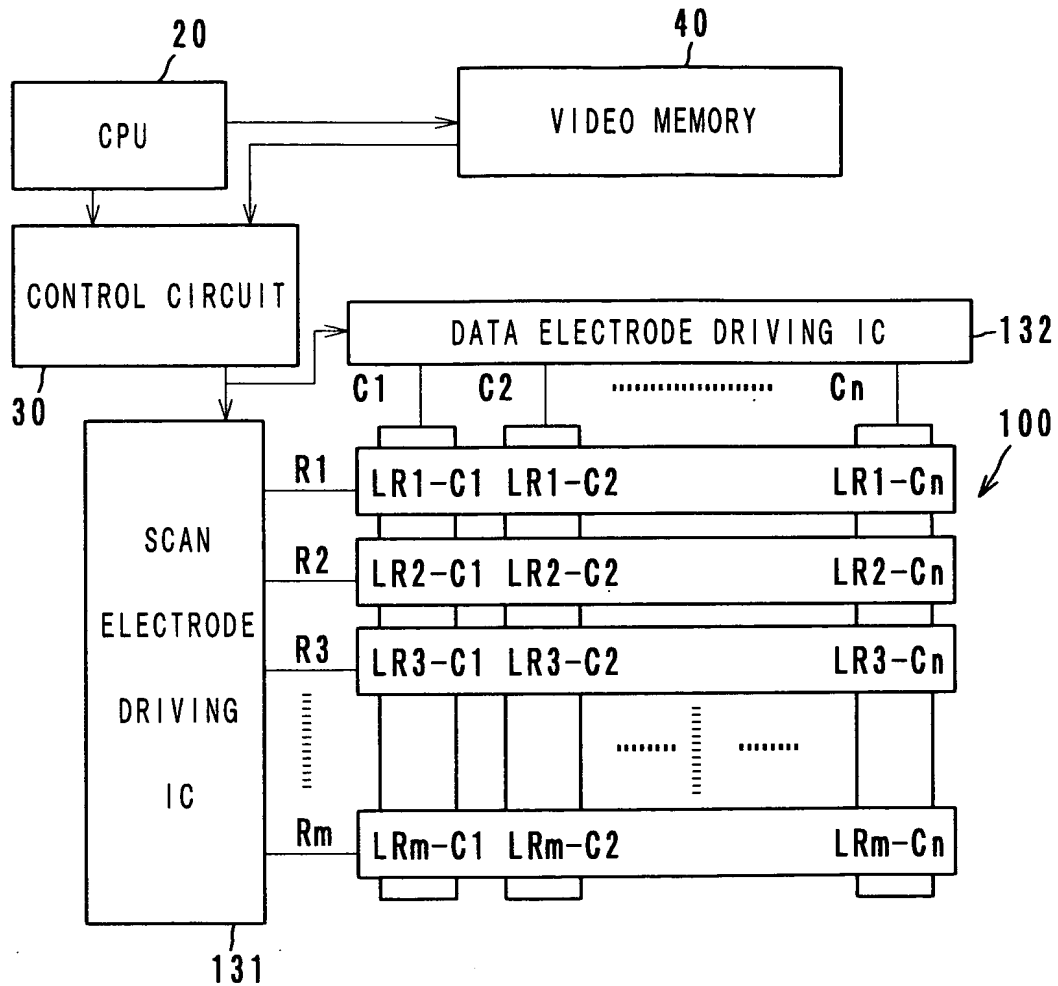 20
40
CPU
VIDEO MEMORY
CONTROL CIRCUIT
30
DATA ELECTRODE DRIVING IC
132
C1 C2 Cn
100
SCAN
ELECTRODE
DRIVING
IC
131
R1
LR1-C1 LR1-C2 LR1-Cn
R2
LR2-C1 LR2-C2 LR2-Cn
R3
LR3-C1 LR3-C2 LR3-Cn
Rm
LRm-C1 LRm-C2 LRm-Cn